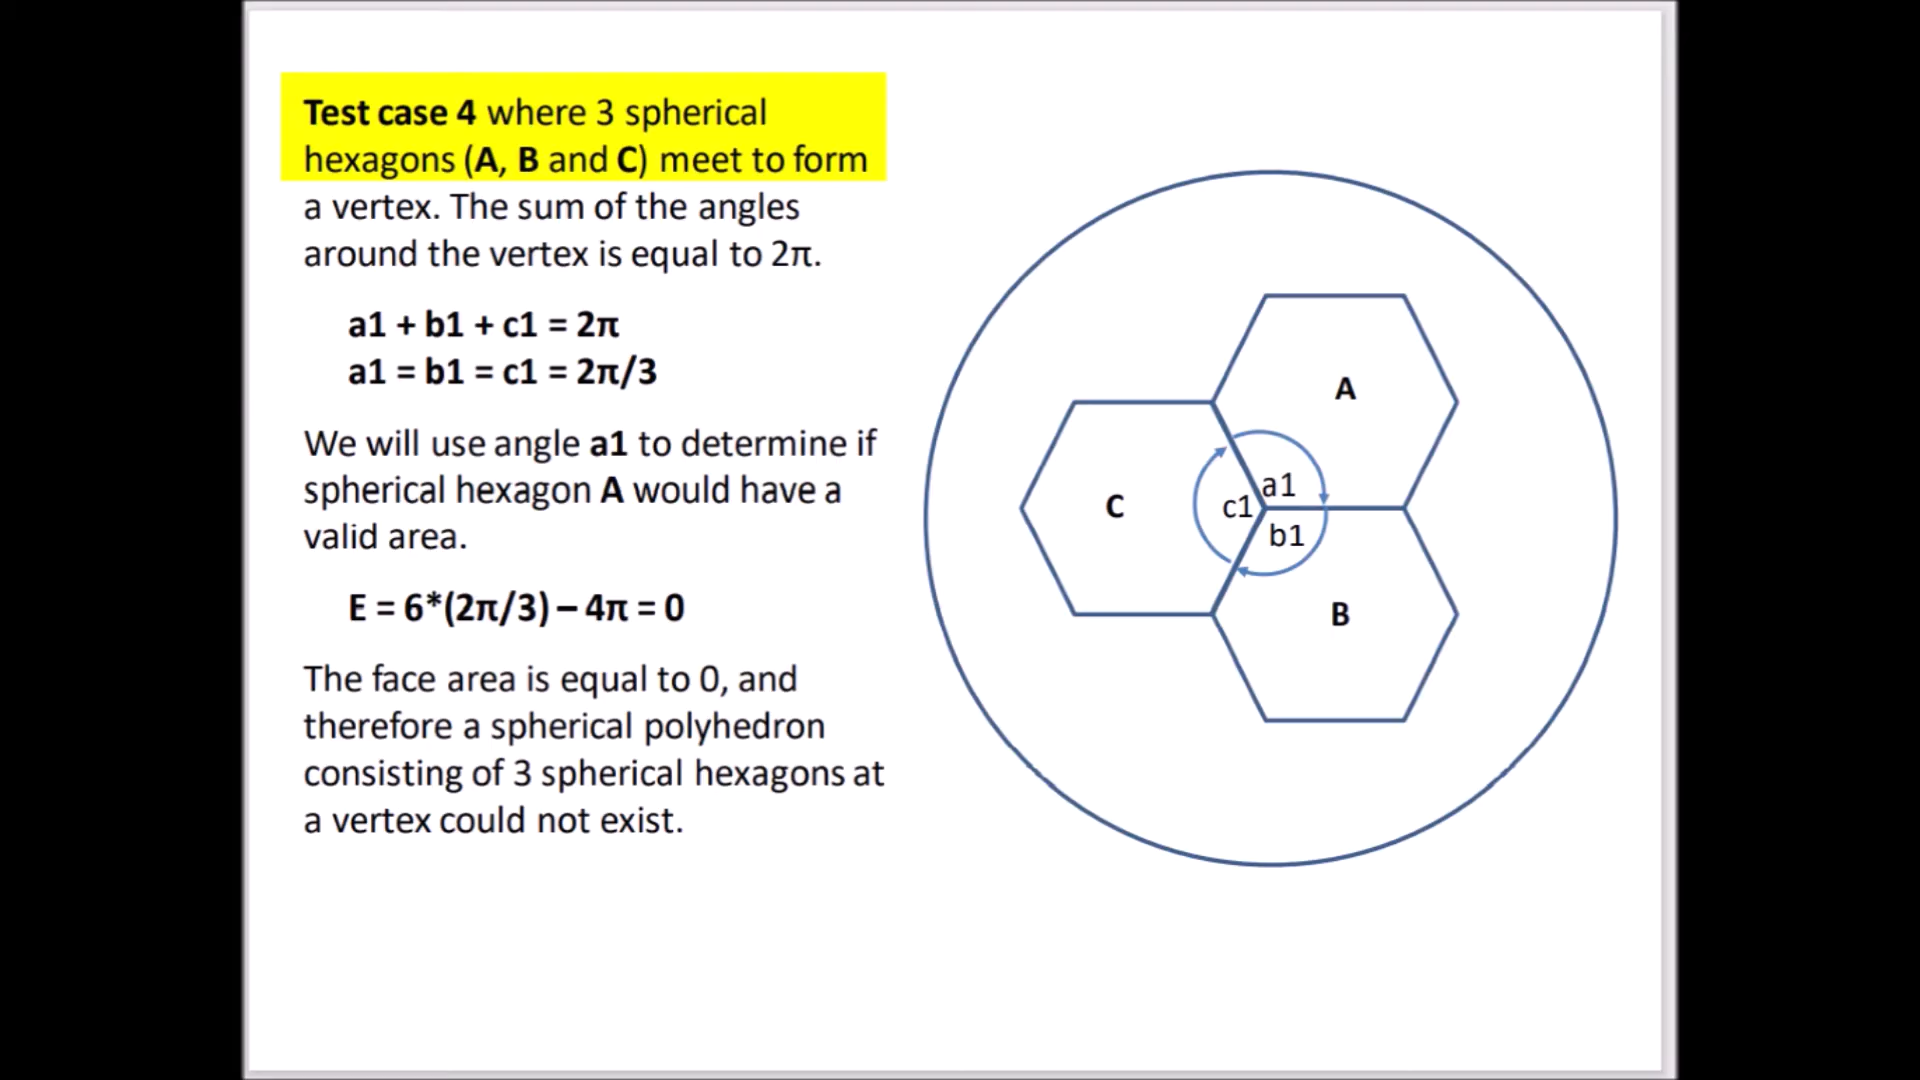 Test case 4 where 3 spherical
hexagons (A, B and C) meet to form
a vertex. The sum of the angles
around the vertex is equal to 2π.
a1 + b1 + c1 = 2π
a1 = b1 = c1 = 2π/3
We will use angle a1 to determine if
spherical hexagon A would have a
valid area.
E = 6*(2π/3) – 4π = 0
The face area is equal to 0, and
therefore a spherical polyhedron
consisting of 3 spherical hexagons at
a vertex could not exist.
A
a1
C
c1
b1
B